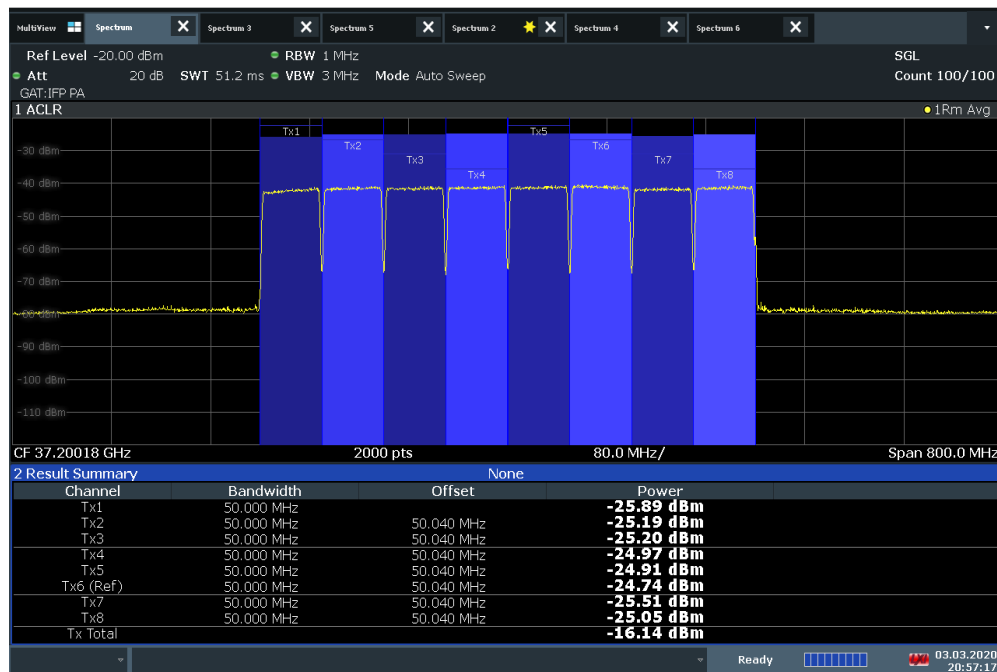 MultiView Spectrum Spectrum 3 Spectrum 5 Spectrum 2 Spectrum 4 Spectrum 6
Ref Level -20.00 dBm RBW 1 MHz SGL
Att 20 dB SWT 51.2 ms VBW 3 MHz Mode Auto Sweep Count 100/100
GAT:IFP PA
1 ACLR 1Rm Avg
Tx1 Tx5
Tx2 Tx6
-30 dBm
Tx3 Tx7
Tx4 Tx8
-40 dBm
-50 dBm
-60 dBm
-70 dBm
-80 dBm
-90 dBm
-100 dBm
-110 dBm
CF 37.20018 GHz 2000 pts 80.0 MHz/ Span 800.0 MHz
2 Result Summary None
Channel Bandwidth Offset Power
Tx1 50.000 MHz -25.89 dBm
Tx2 50.000 MHz 50.040 MHz -25.19 dBm
Tx3 50.000 MHz 50.040 MHz -25.20 dBm
Tx4 50.000 MHz 50.040 MHz -24.97 dBm
Tx5 50.000 MHz 50.040 MHz -24.91 dBm
Tx6 (Ref) 50.000 MHz 50.040 MHz -24.74 dBm
Tx7 50.000 MHz 50.040 MHz -25.51 dBm
Tx8 50.000 MHz 50.040 MHz -25.05 dBm
Tx Total -16.14 dBm
Ready 03.03.2020
20:57:17